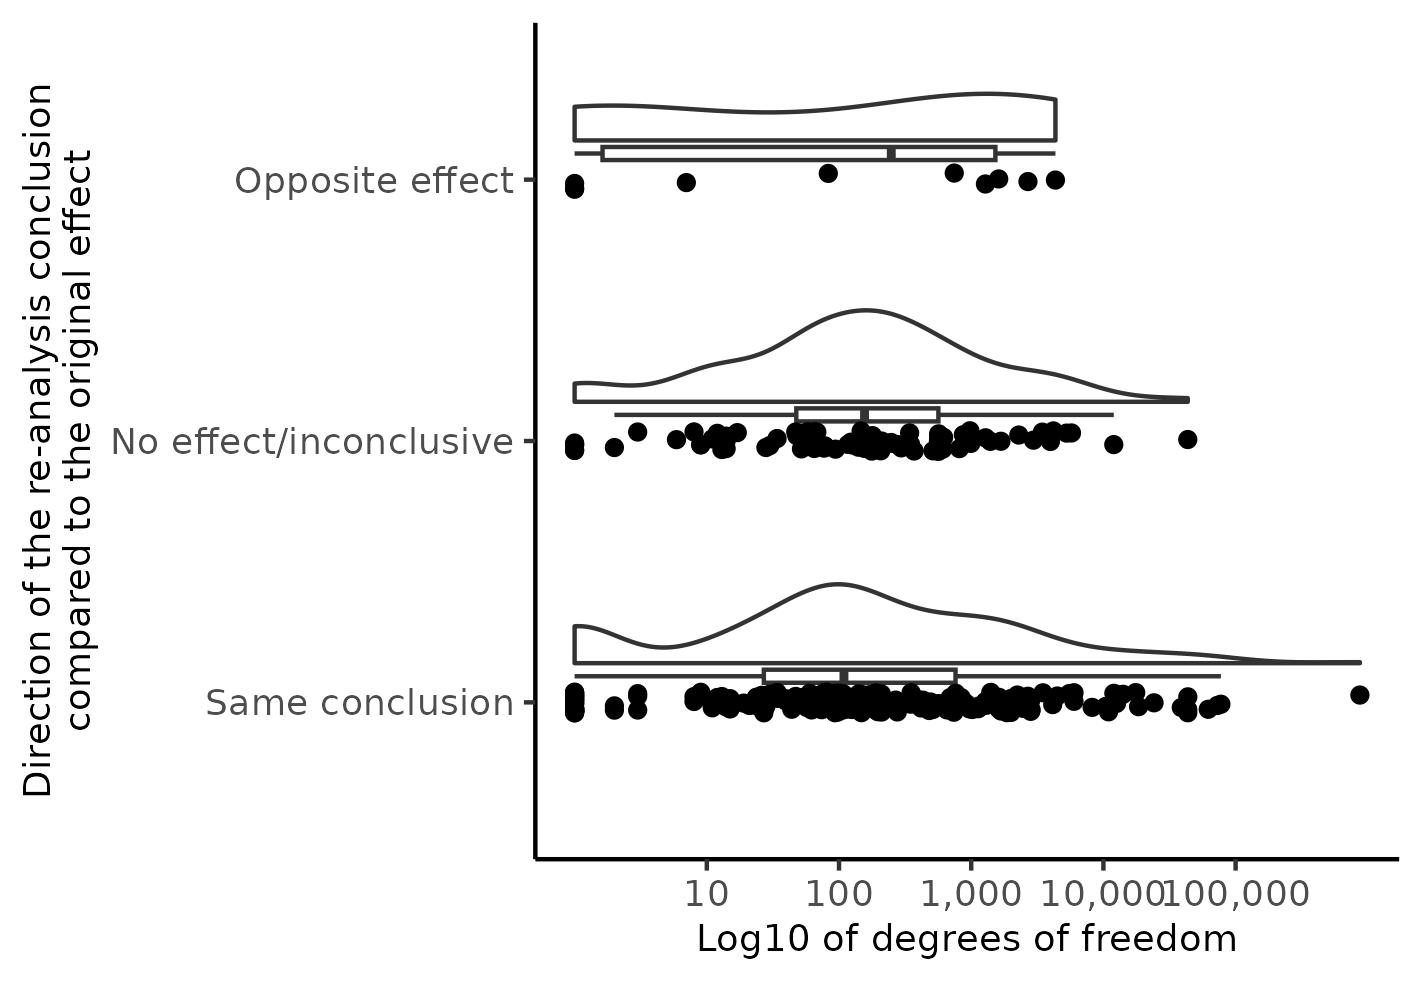 Direction of the re-analysis conclusion
compared to the original effect
Opposite effect
No effect/inconclusive
Same conclusion
10
100
1,000
10,000
100,000
Log10 of degrees of freedom